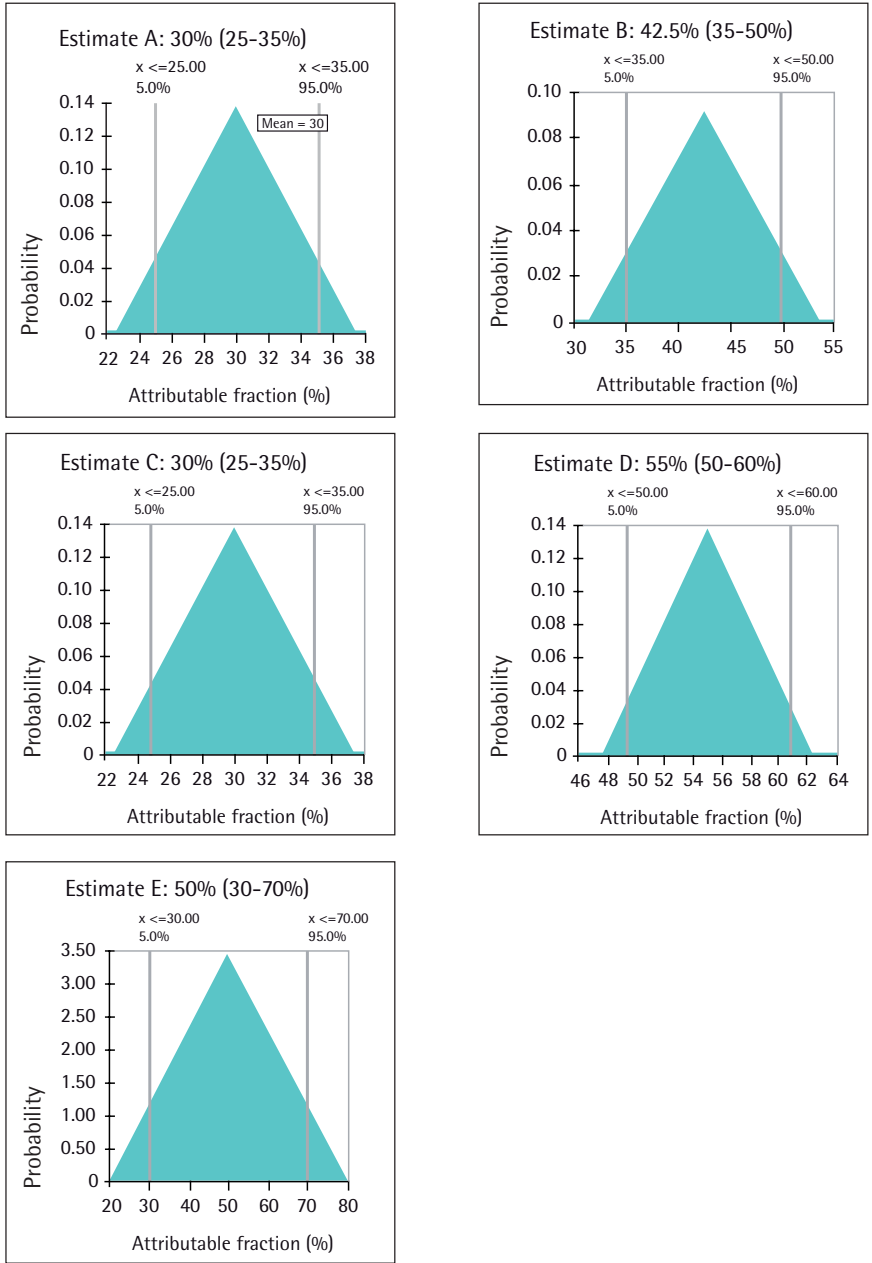 Estimate A: 30% (25-35%)
x <=25.00 x <=35.00
5.0% 95.0%
Mean = 30
0.14
0.12
0.10
0.08
0.06
0.04
0.02
0
Probability
22 24 26 28 30 32 34 36 38
Attributable fraction (%)
Estimate B: 42.5% (35-50%)
x <=35.00 x <=50.00
5.0% 95.0%
0.10
0.08
0.06
0.04
0.02
0
Probability
30 35 40 45 50 55
Attributable fraction (%)
Estimate C: 30% (25-35%)
x <=25.00 x <=35.00
5.0% 95.0%
0.14
0.12
0.10
0.08
0.06
0.04
0.02
0
Probability
22 24 26 28 30 32 34 36 38
Attributable fraction (%)
Estimate D: 55% (50-60%)
x <=50.00 x <=60.00
5.0% 95.0%
0.14
0.12
0.10
0.08
0.06
0.04
0.02
0
Probability
46 48 50 52 54 56 58 60 62 64
Attributable fraction (%)
Estimate E: 50% (30-70%)
x <=30.00 x <=70.00
5.0% 95.0%
3.50
3.00
2.50
2.00
1.50
1.00
0.50
0
Probability
20 30 40 50 60 70 80
Attributable fraction (%)